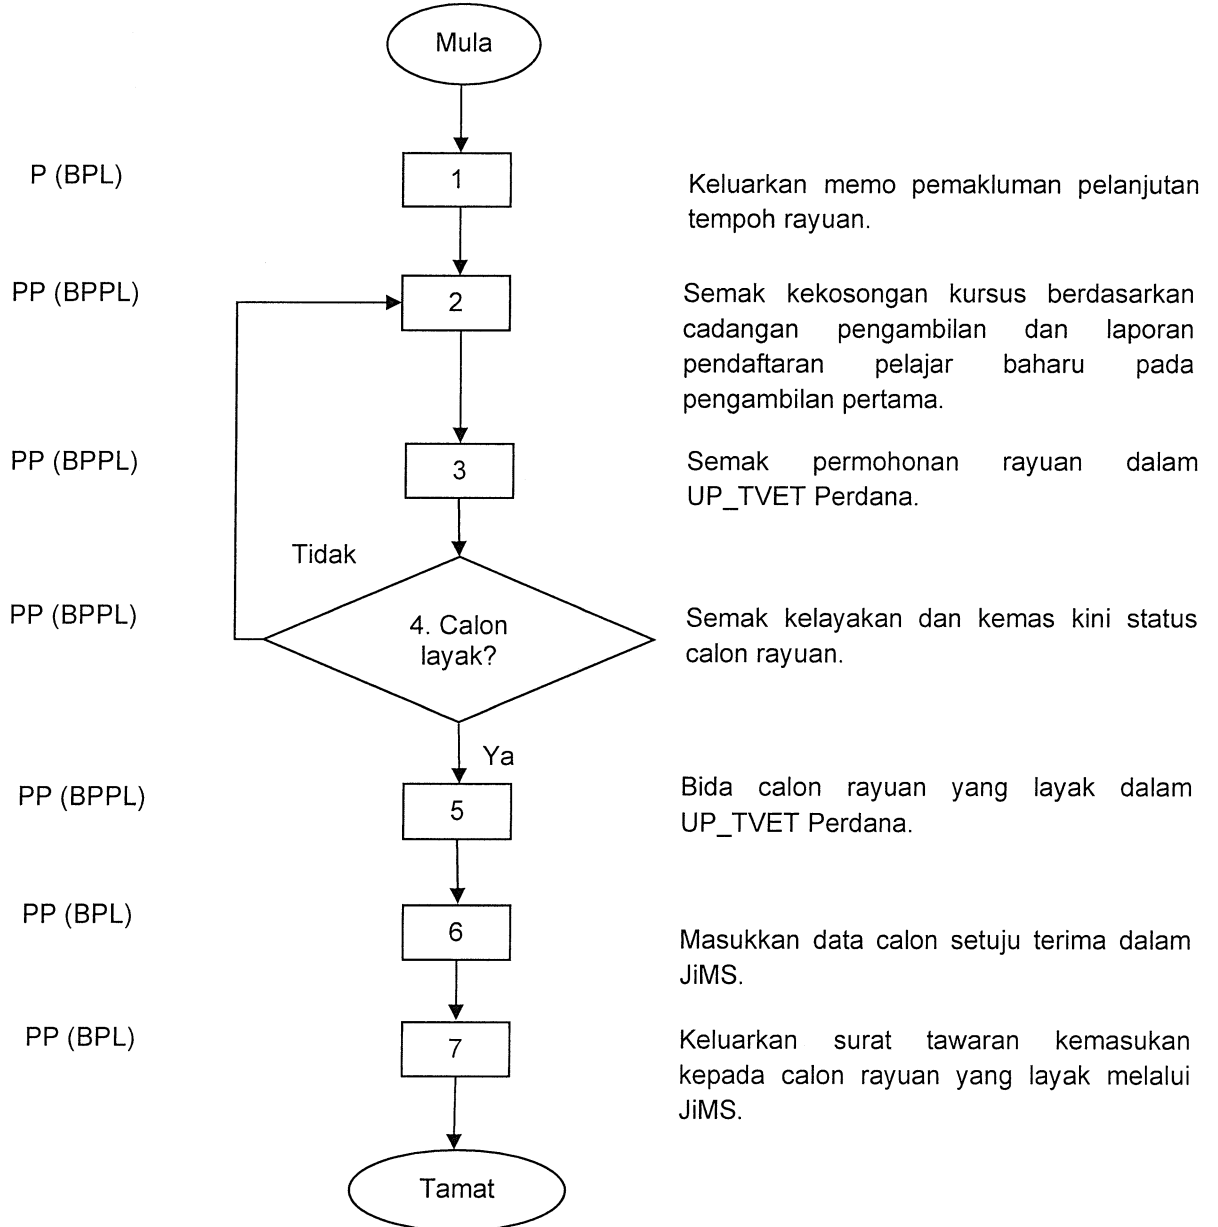 Mula
P (BPL)
1
Keluarkan memo pemakluman pelanjutan
tempoh rayuan.
PP (BPPL)
2
Semak kekosongan kursus berdasarkan
cadangan pengambilan dan laporan
pendaftaran pelajar baharu pada
pengambilan pertama.
PP (BPPL)
3
Semak permohonan rayuan dalam
UP_TVET Perdana.
Tidak
PP (BPPL)
4. Calon
layak?
Semak kelayakan dan kemas kini status
calon rayuan.
Ya
PP (BPPL)
5
Bida calon rayuan yang layak dalam
UP_TVET Perdana.
PP (BPL)
6
Masukkan data calon setuju terima dalam
JiMS.
PP (BPL)
7
Keluarkan surat tawaran kemasukan
kepada calon rayuan yang layak melalui
JiMS.
Tamat